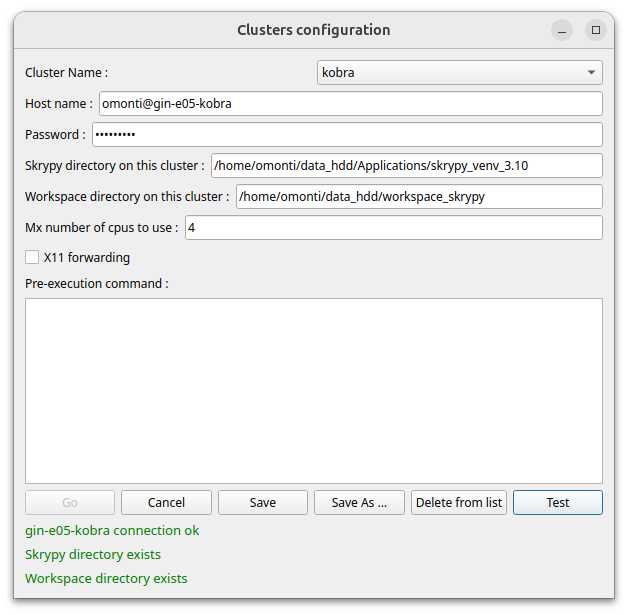 Clusters configuration
Cluster Name : kobra
Host name : omonti@gin-e05-kobra
Password : •••••••••
Skrypy directory on this cluster : /home/omonti/data_hdd/Applications/skrypy_venv_3.10
Workspace directory on this cluster : /home/omonti/data_hdd/workspace_skrypy
Mx number of cpus to use : 4
X11 forwarding
Pre-execution command :
Go Cancel Save Save As ... Delete from list Test
gin-e05-kobra connection ok
Skrypy directory exists
Workspace directory exists